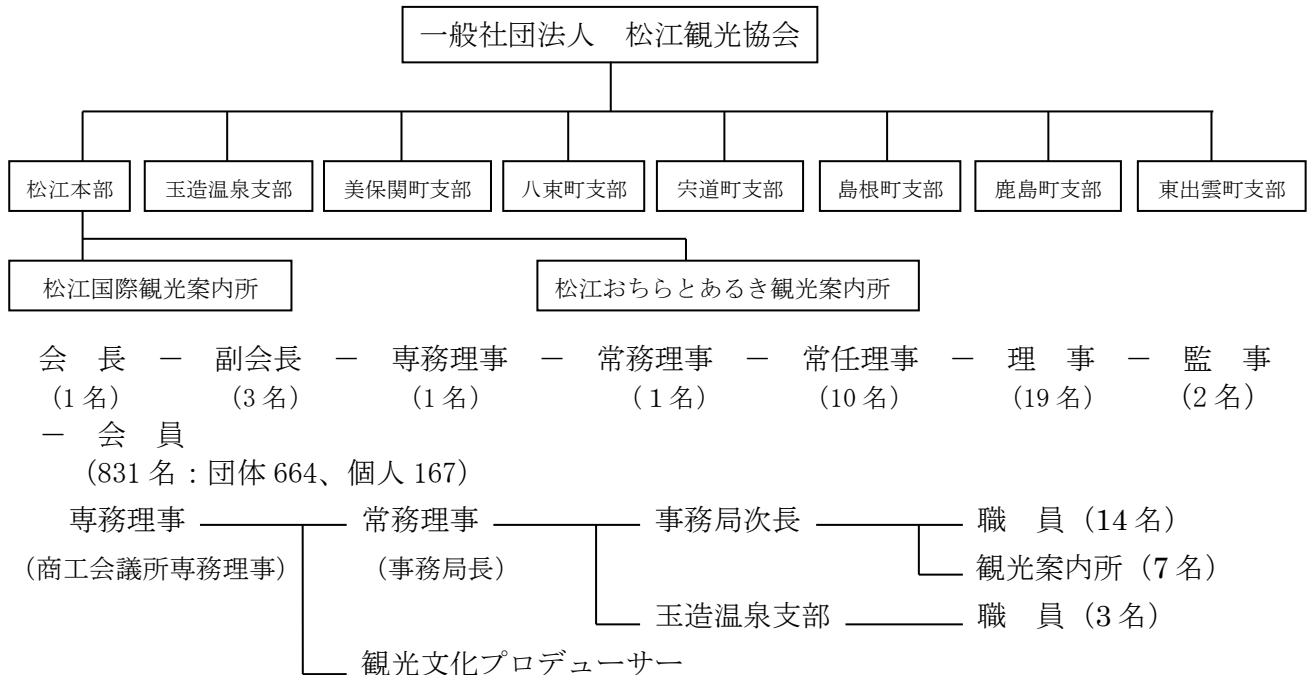 一般社団法人　松江観光協会
松江本部
玉造温泉支部
美保関町支部
八束町支部
宍道町支部
島根町支部
鹿島町支部
東出雲町支部
松江国際観光案内所
松江おちらとあるき観光案内所
会　長　－　副会長　－　専務理事　－　常務理事　－　常任理事　－　理　事　－　監　事
(1名)　(3名)　(1名)　(1名)　(10名)　(19名)　(2名)
－　会　員
(831名：団体664、個人167)
専務理事　常務理事　事務局次長　職　員（14名）
（商工会議所専務理事）　（事務局長）　観光案内所（7名）
玉造温泉支部　職　員（3名）
観光文化プロデューサー